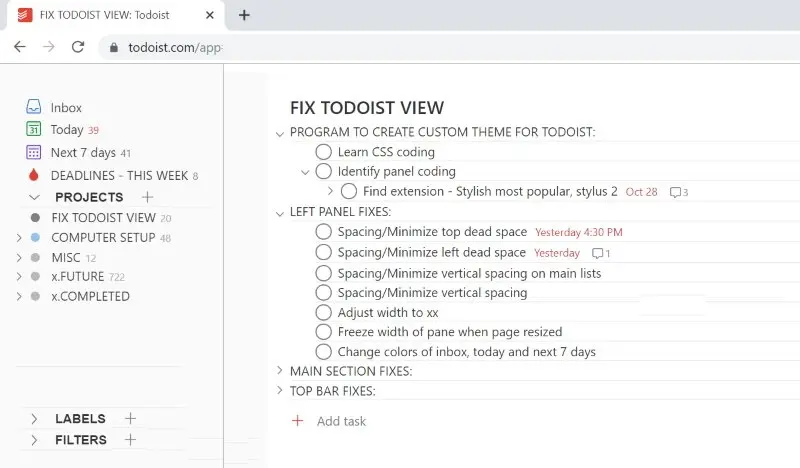 FIX TODOIST VIEW: Todoist
todoist.com/app
Inbox
Today 39
Next 7 days 41
DEADLINES - THIS WEEK 8
PROJECTS
FIX TODOIST VIEW 20
COMPUTER SETUP 48
MISC 12
x.FUTURE 722
x.COMPLETED
LABELS
FILTERS
FIX TODOIST VIEW
PROGRAM TO CREATE CUSTOM THEME FOR TODOIST:
Learn CSS coding
Identify panel coding
Find extension - Stylish most popular, stylus 2 Oct 28 3
LEFT PANEL FIXES:
Spacing/Minimize top dead space Yesterday 4:30 PM
Spacing/Minimize left dead space Yesterday 1
Spacing/Minimize vertical spacing on main lists
Spacing/Minimize vertical spacing
Adjust width to xx
Freeze width of pane when page resized
Change colors of inbox, today and next 7 days
MAIN SECTION FIXES:
TOP BAR FIXES:
Add task